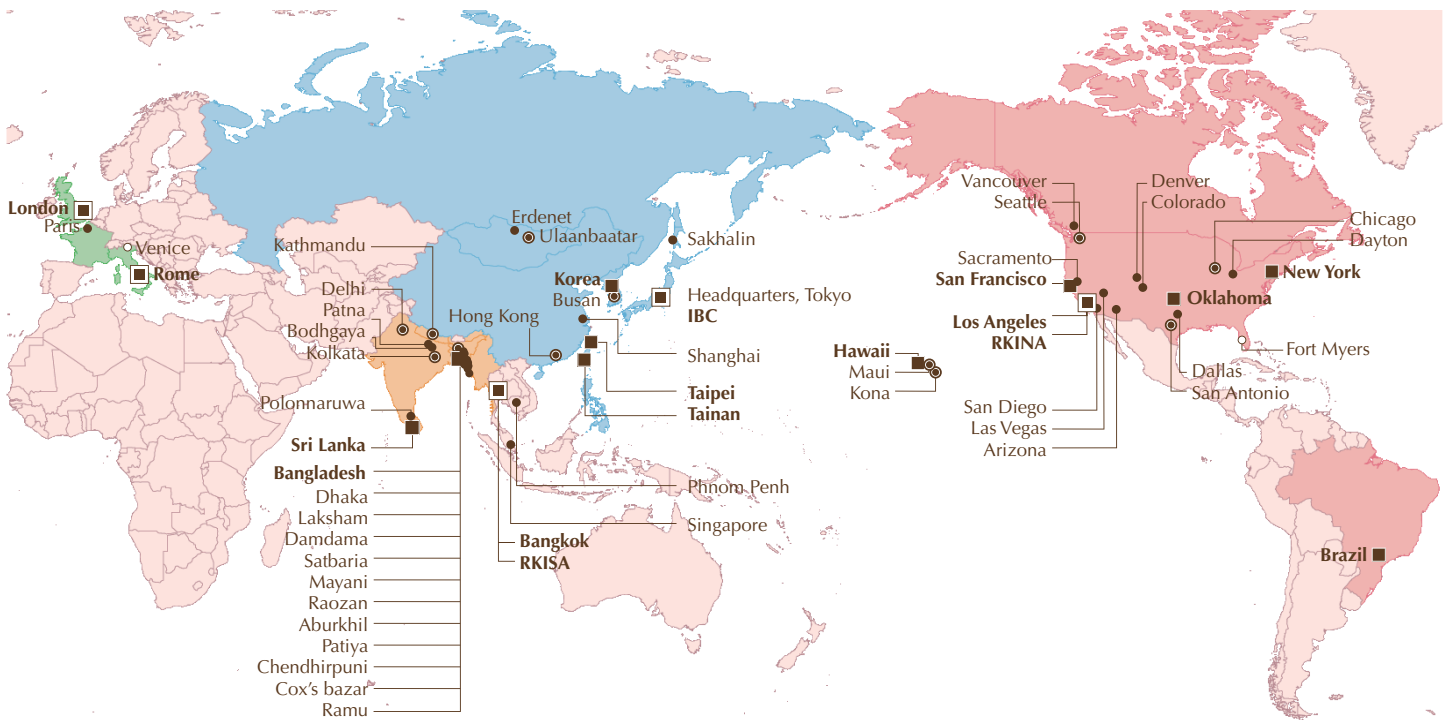 London
Paris
Venice
Rome
Kathmandu
Delhi
Patna
Bodhgaya
Kolkata
Polonnaruwa
Sri Lanka
Bangladesh
Dhaka
Laksham
Damdama
Satbaria
Mayani
Raozan
Aburkhil
Patiya
Chendhirpuni
Cox's bazar
Ramu
Erdenet
Ulaanbaatar
Sakhalin
Korea
Busan
Headquarters, Tokyo
IBC
Hong Kong
Shanghai
Taipei
Tainan
Phnom Penh
Singapore
Bangkok
RKISA
Hawaii
Maui
Kona
Vancouver
Seattle
Sacramento
San Francisco
Los Angeles
RKINA
San Diego
Las Vegas
Arizona
Denver
Colorado
Chicago
Dayton
New York
Oklahoma
Fort Myers
Dallas
San Antonio
Brazil